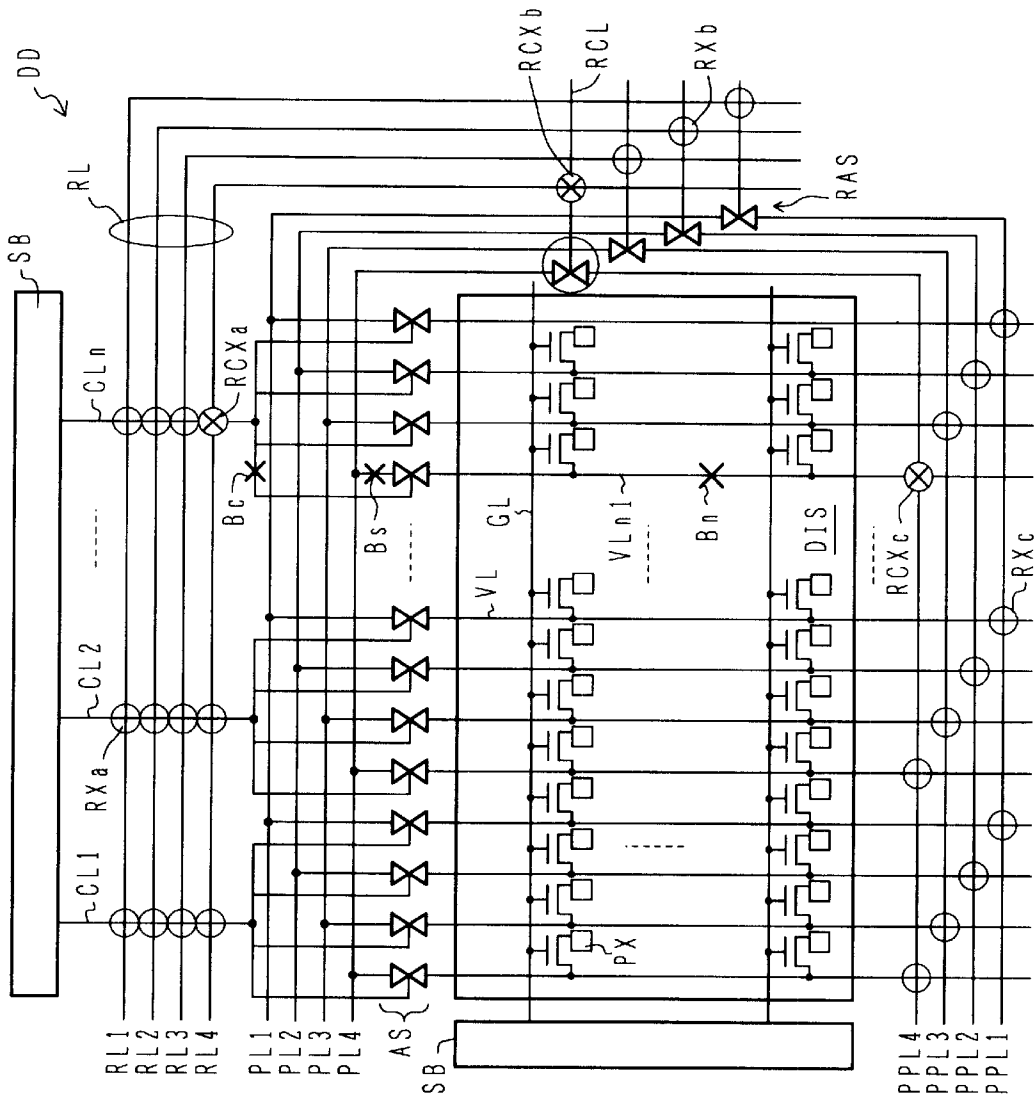 DD
SB
RL
CL1
CL2
CLn
RXa
RCXa
RCXb
RCL
RXb
RAS
RL1
RL2
RL3
RL4
PL1
PL2
PL3
PL4
Bc
Bs
AS
VL
GL
VLn1
Bn
PX
DIS
SB
RCXc
RXc
PPL4
PPL3
PPL2
PPL1